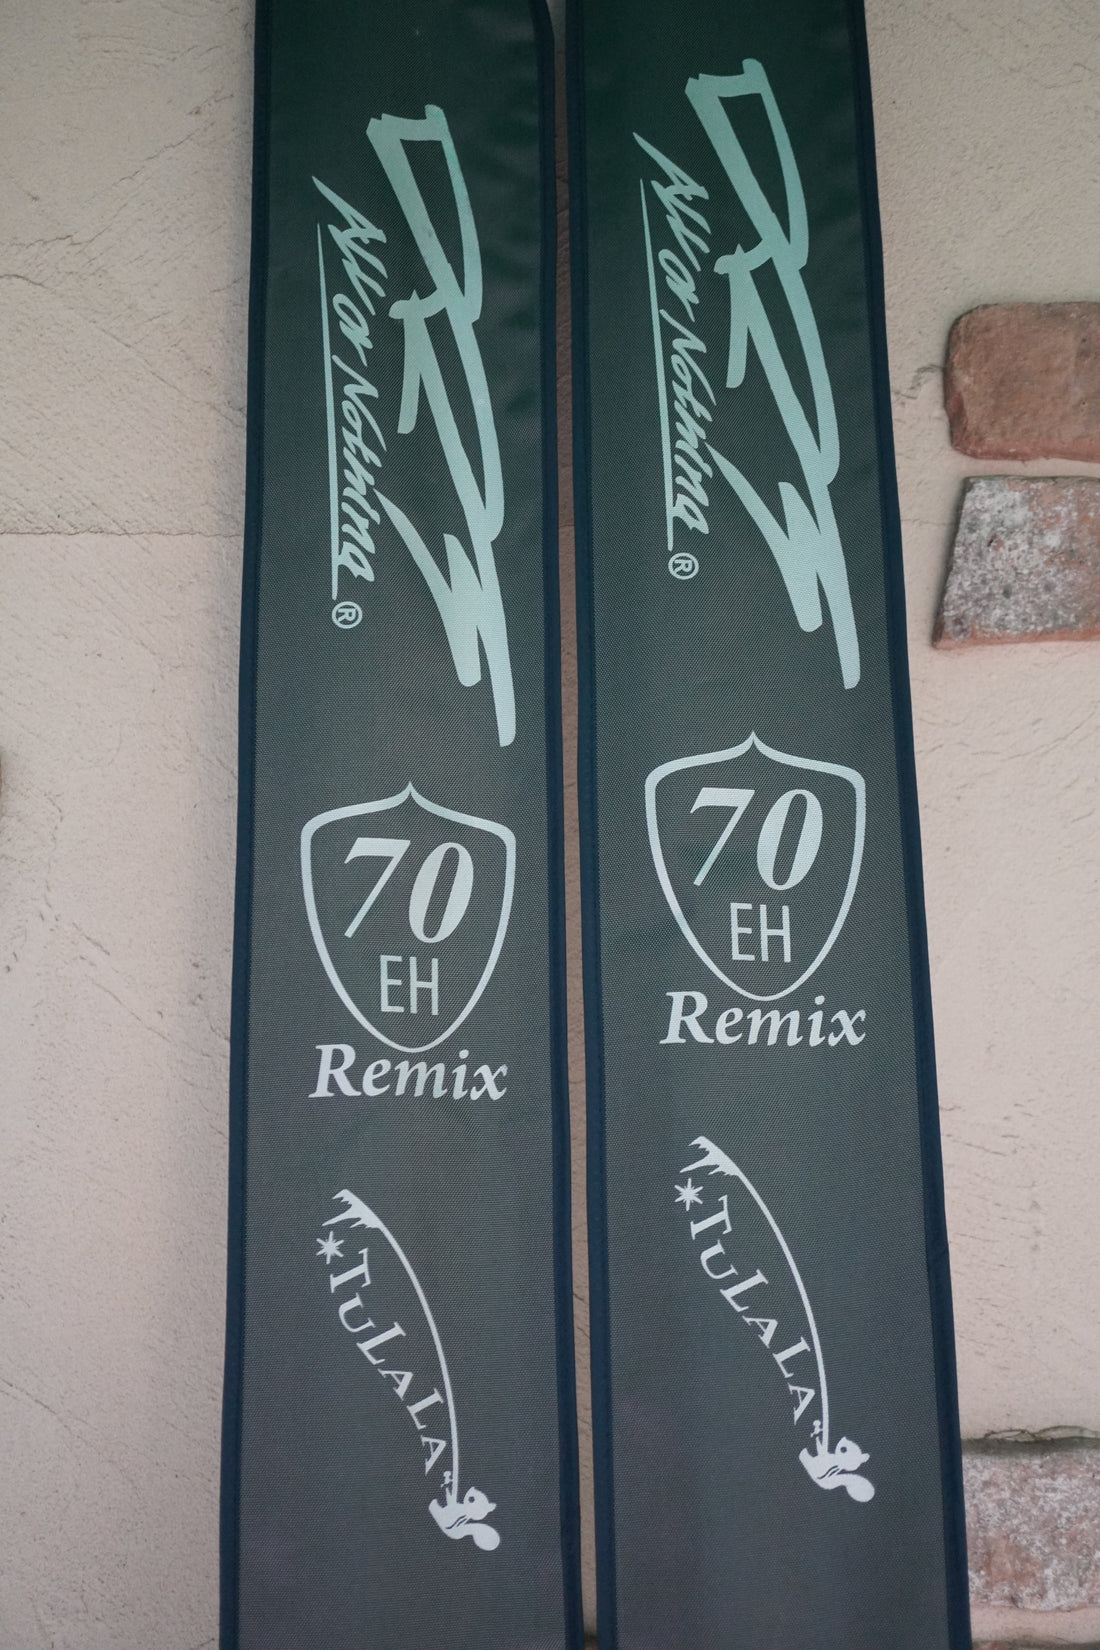 All or Nothing ®
70
EH
Remix
TULALA
All or Nothing ®
70
EH
Remix
TULALA